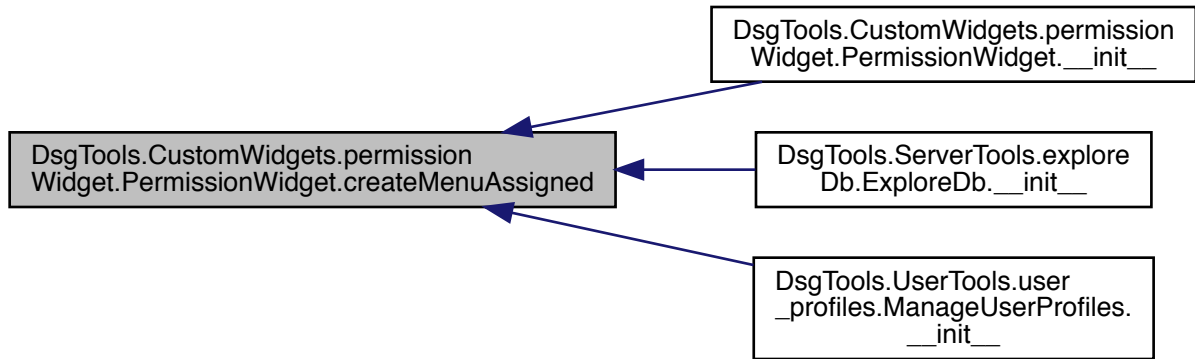 DsgTools.CustomWidgets.permission
Widget.PermissionWidget.__init__
DsgTools.CustomWidgets.permission
Widget.PermissionWidget.createMenuAssigned
DsgTools.ServerTools.explore
Db.ExploreDb.__init__
DsgTools.UserTools.user
_profiles.ManageUserProfiles.
__init__